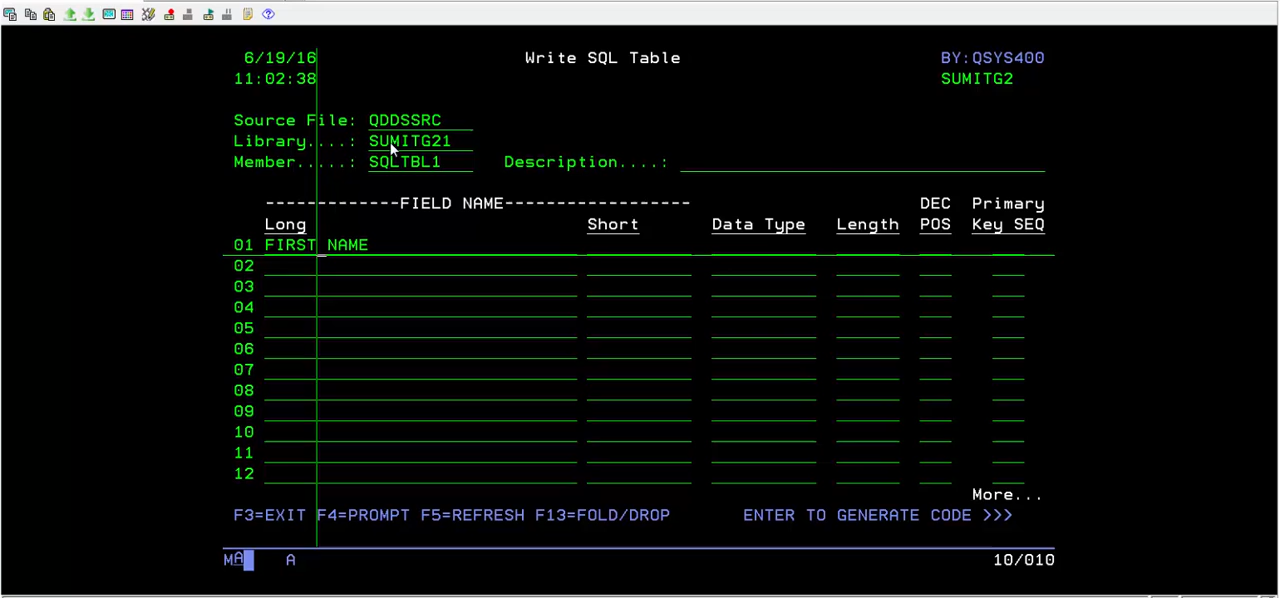 6/19/16 Write SQL Table BY:QSYS400
11:02:38 SUMITG2
Source File: QDDSSRC
Library....: SUMITG21
Member.....: SQLTBL1 Description....:
-------------FIELD NAME------------------ DEC Primary
Long Short Data Type Length POS Key SEQ
01 FIRST NAME
02
03
04
05
06
07
08
09
10
11
12
More...
F3=EXIT F4=PROMPT F5=REFRESH F13=FOLD/DROP ENTER TO GENERATE CODE >>>
MA A 10/010